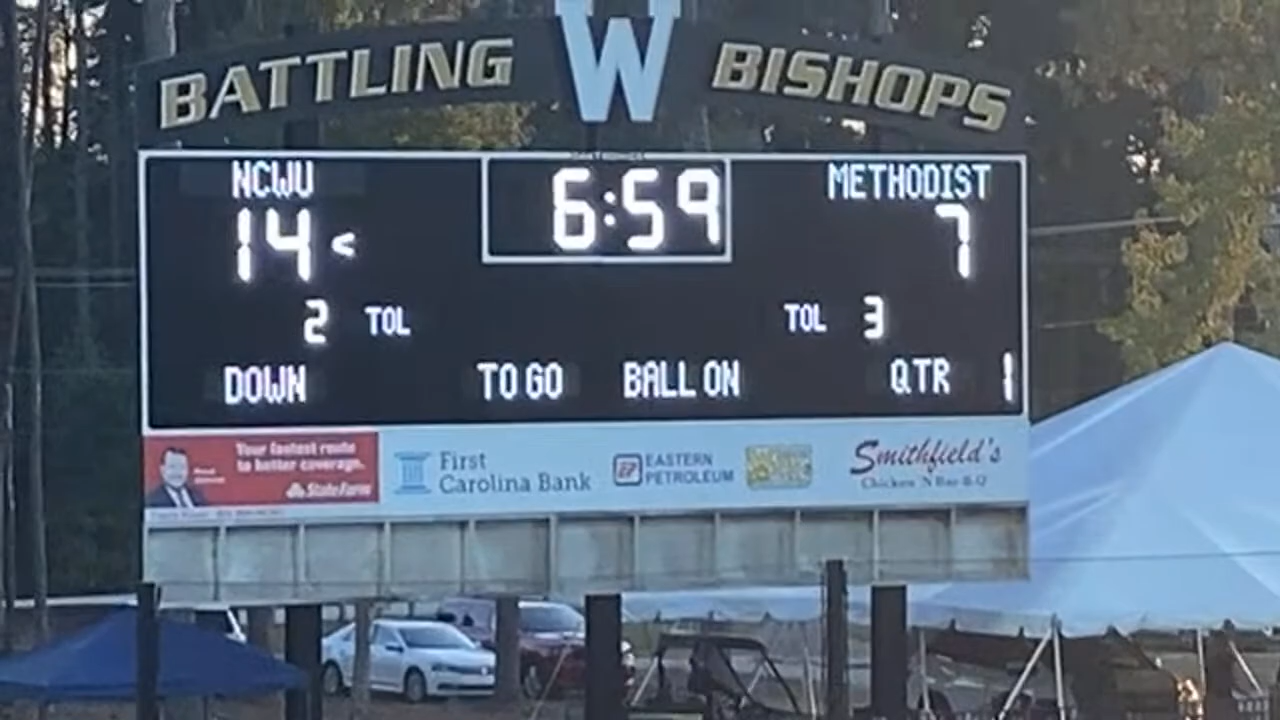 BATTLING W BISHOPS
NCWU 6:59 METHODIST
14 < 7
2 TOL TOL 3
DOWN TO GO BALL ON QTR 1
Your fastest route
to better coverage.
State Farm
First
Carolina Bank
EP EASTERN
PETROLEUM
Smithfield's
Chicken 'N Bar-B-Q